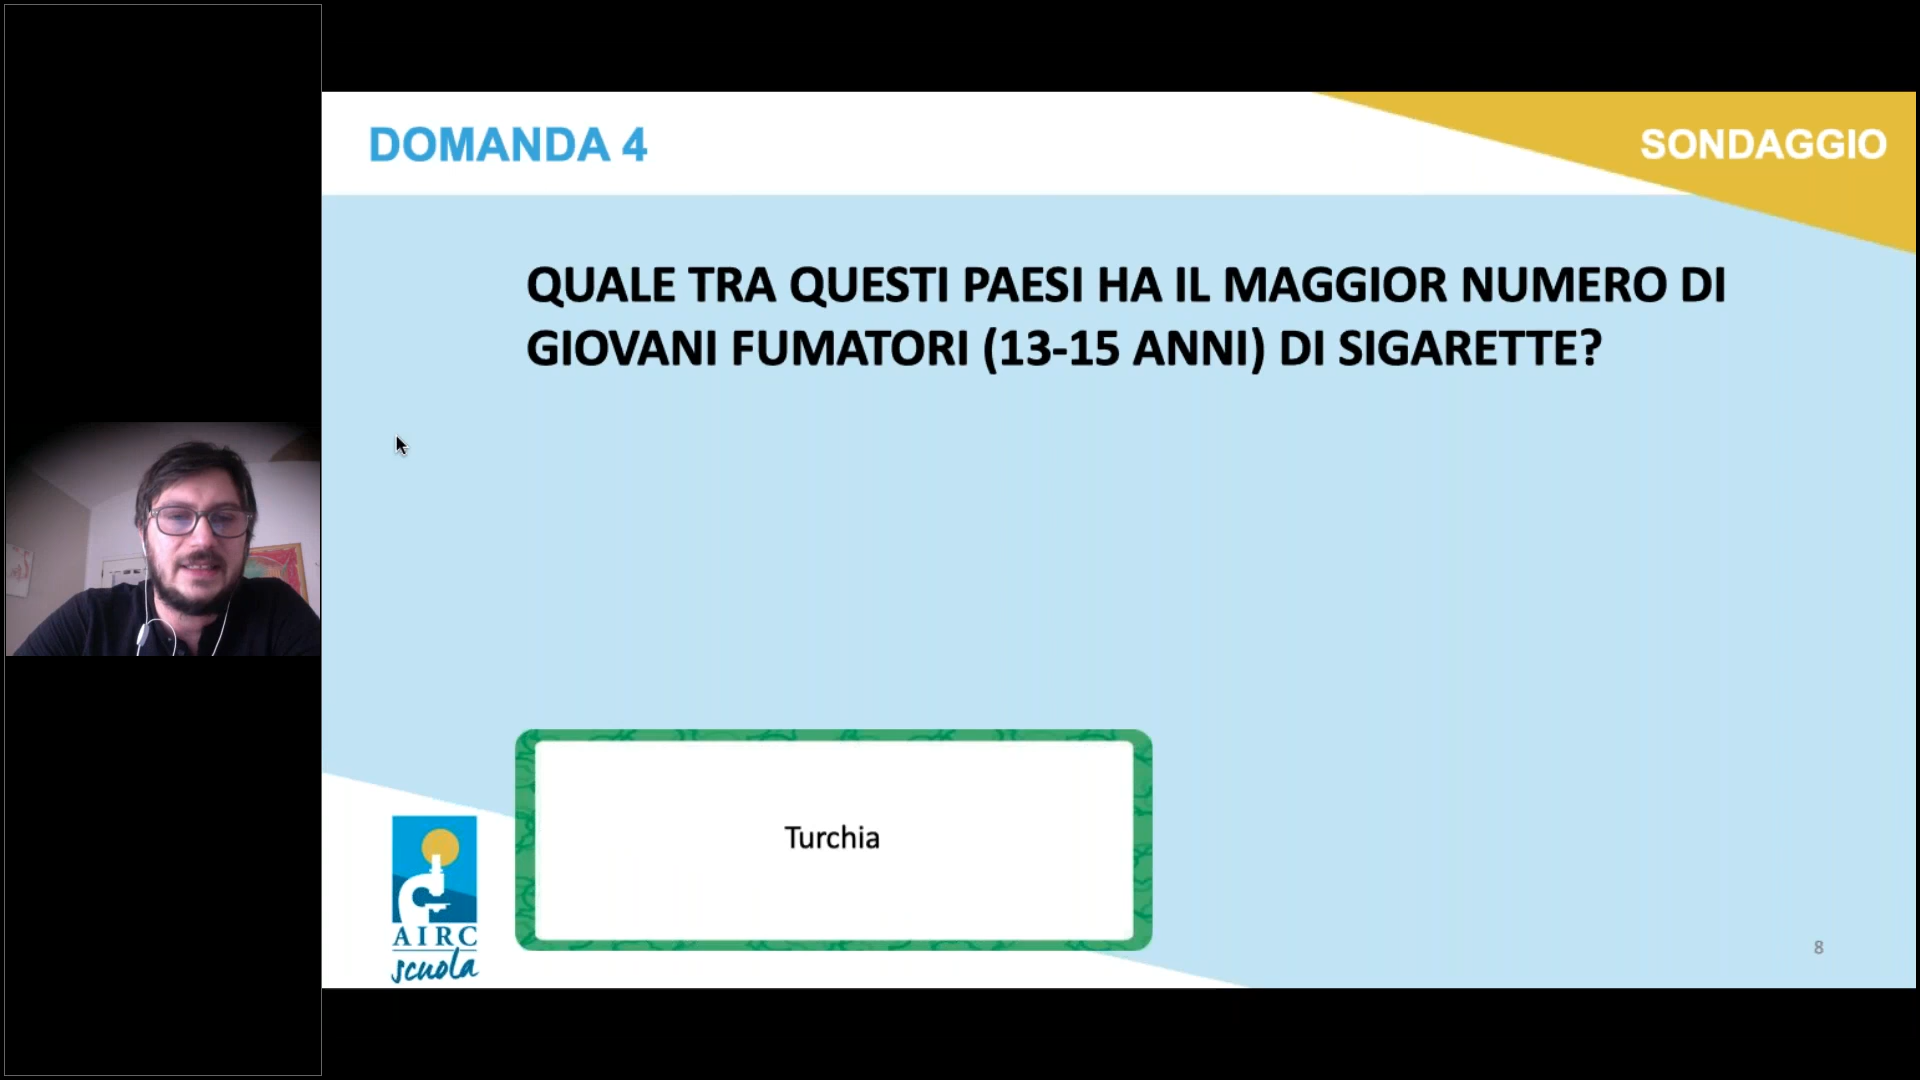 DOMANDA 4
SONDAGGIO
QUALE TRA QUESTI PAESI HA IL MAGGIOR NUMERO DI
GIOVANI FUMATORI (13-15 ANNI) DI SIGARETTE?
Turchia
AIRC
scuola
8